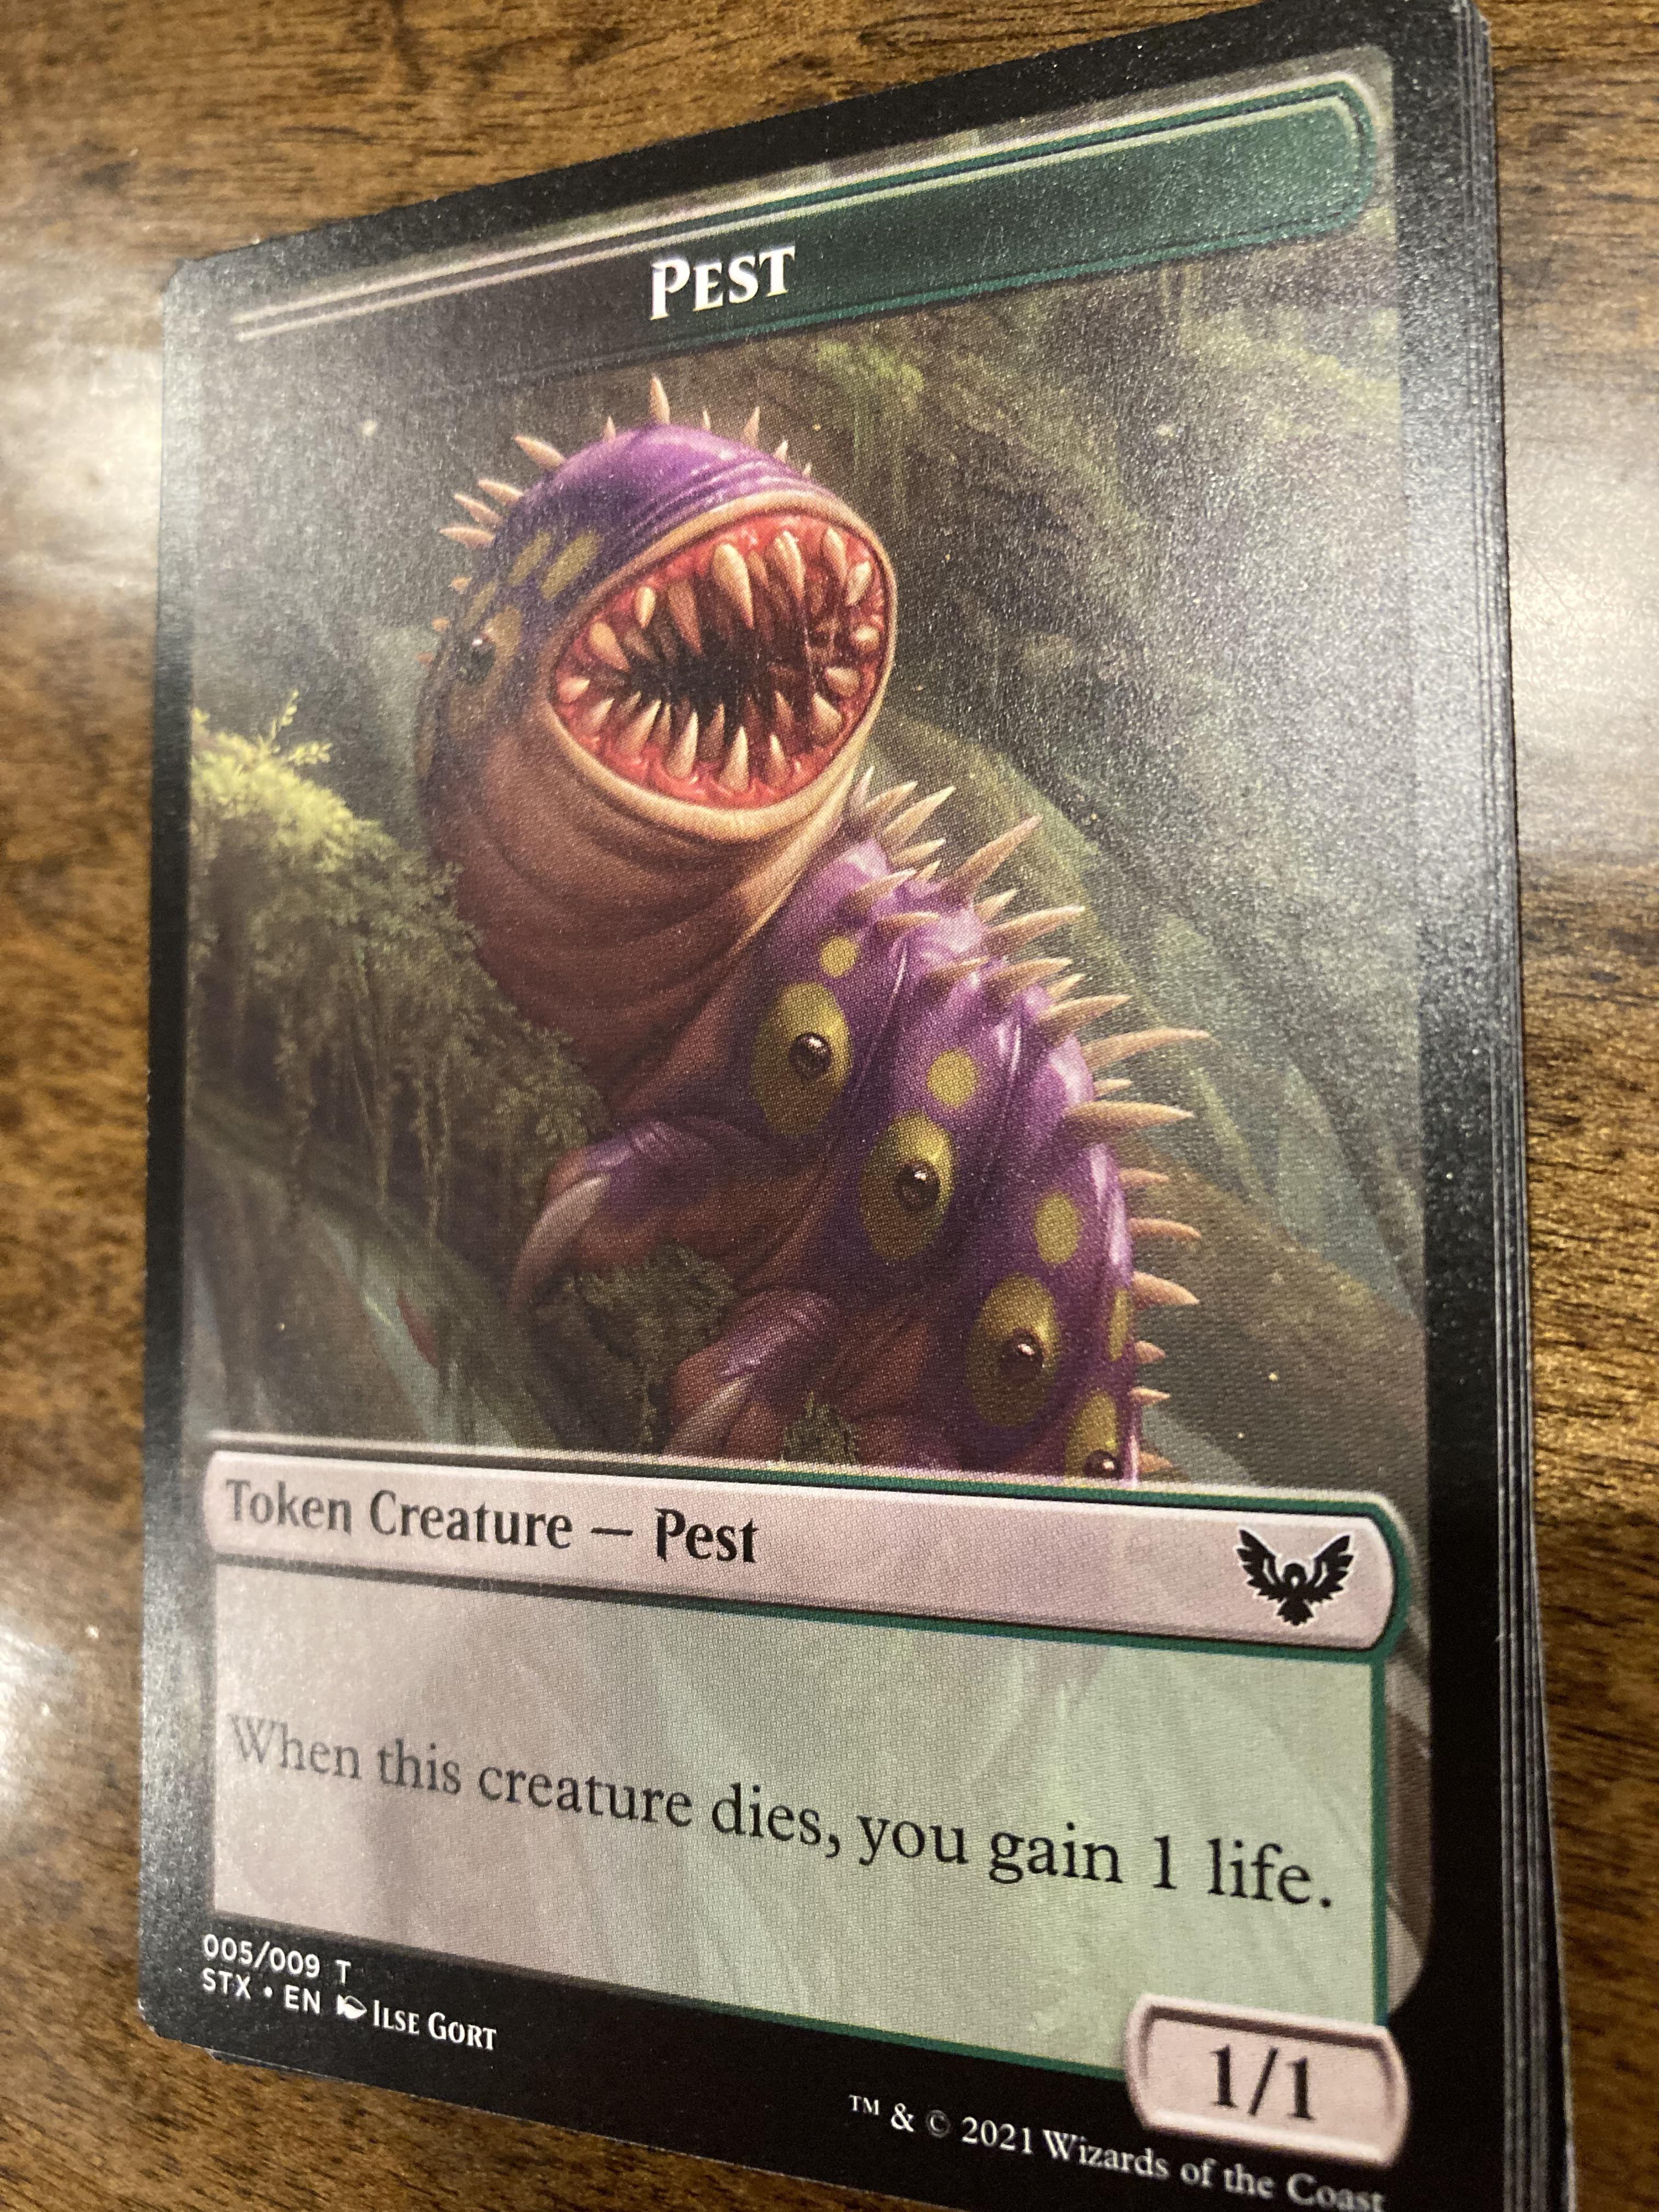 PEST
Token Creature — Pest
When this creature dies, you gain 1 life.
1/1
005/009 T
STX • EN ILSE GORT
™ & © 2021 Wizards of the Coast